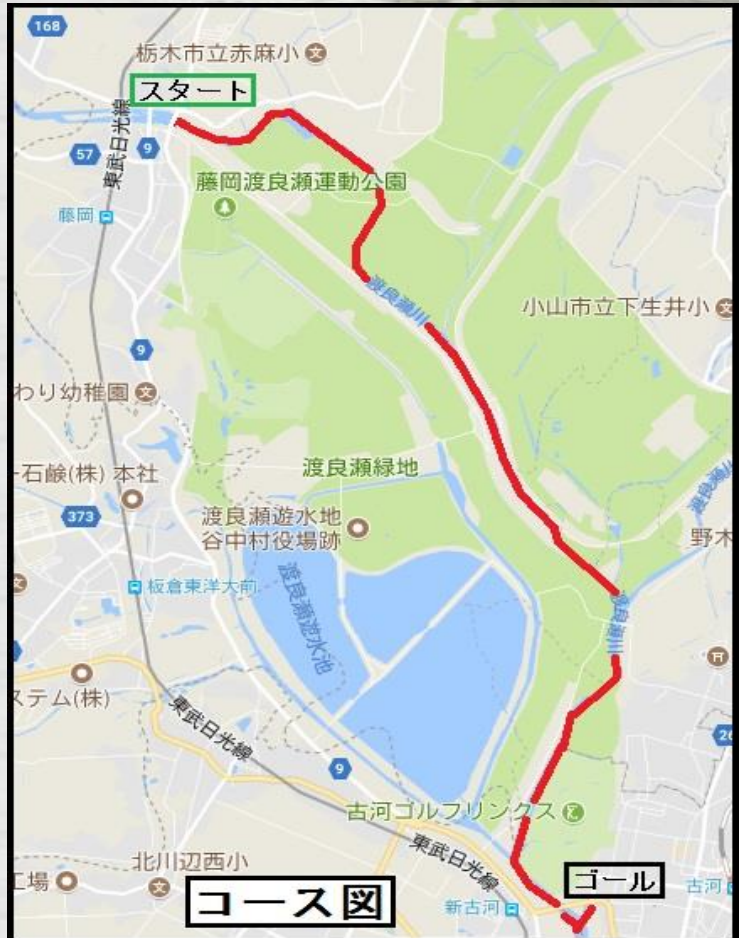 168
栃木市立赤麻小
スタート
57
9
東武日光線
藤岡渡良瀬運動公園
藤岡
渡良瀬川
小山市立下生井小
9
わり幼稚園
石鹸(株) 本社
渡良瀬緑地
373
渡良瀬遊水地
谷中村役場跡
野木
板倉東洋大前
渡良瀬遊水池
渡良瀬川
ステム(株)
東武日光線
26
9
古河ゴルフリンクス
東武日光線
北川辺西小
工場
コース図
新古河
ゴール
古河